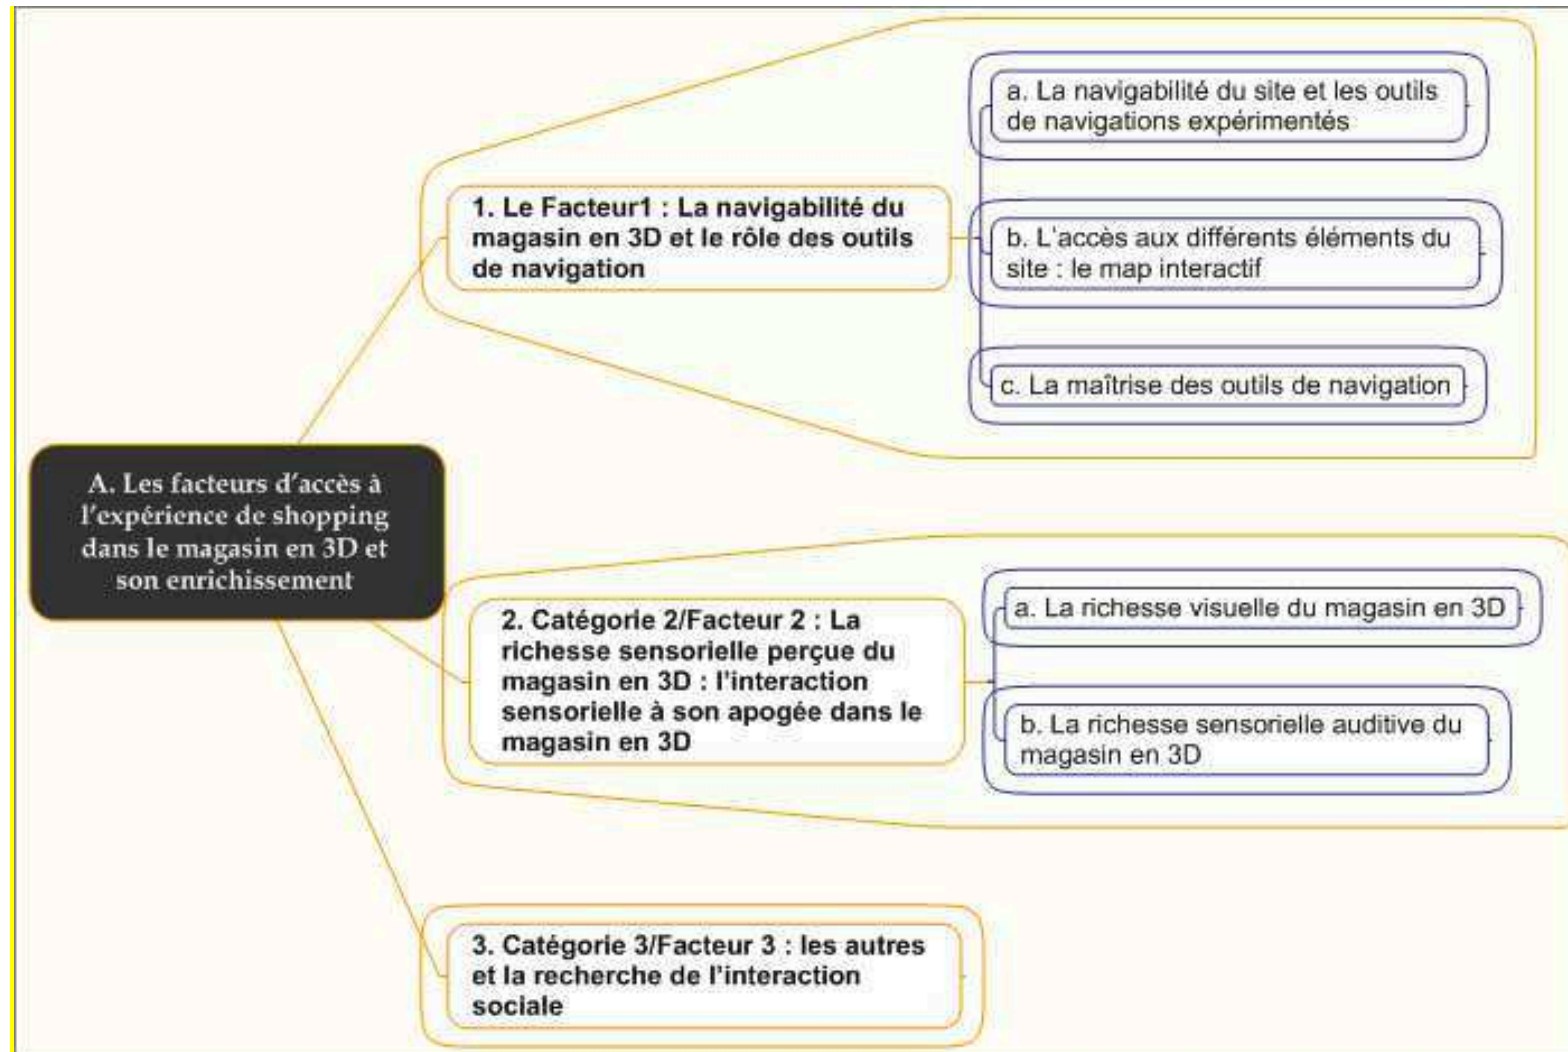 A. Les facteurs d’accès à
l’expérience de shopping
dans le magasin en 3D et
son enrichissement
1. Le Facteur1 : La navigabilité du
magasin en 3D et le rôle des outils
de navigation
a. La navigabilité du site et les outils
de navigations expérimentés
b. L’accès aux différents éléments du
site : le map interactif
c. La maîtrise des outils de navigation
2. Catégorie 2/Facteur 2 : La
richesse sensorielle perçue du
magasin en 3D : l’interaction
sensorielle à son apogée dans le
magasin en 3D
a. La richesse visuelle du magasin en 3D
b. La richesse sensorielle auditive du
magasin en 3D
3. Catégorie 3/Facteur 3 : les autres
et la recherche de l’interaction
sociale